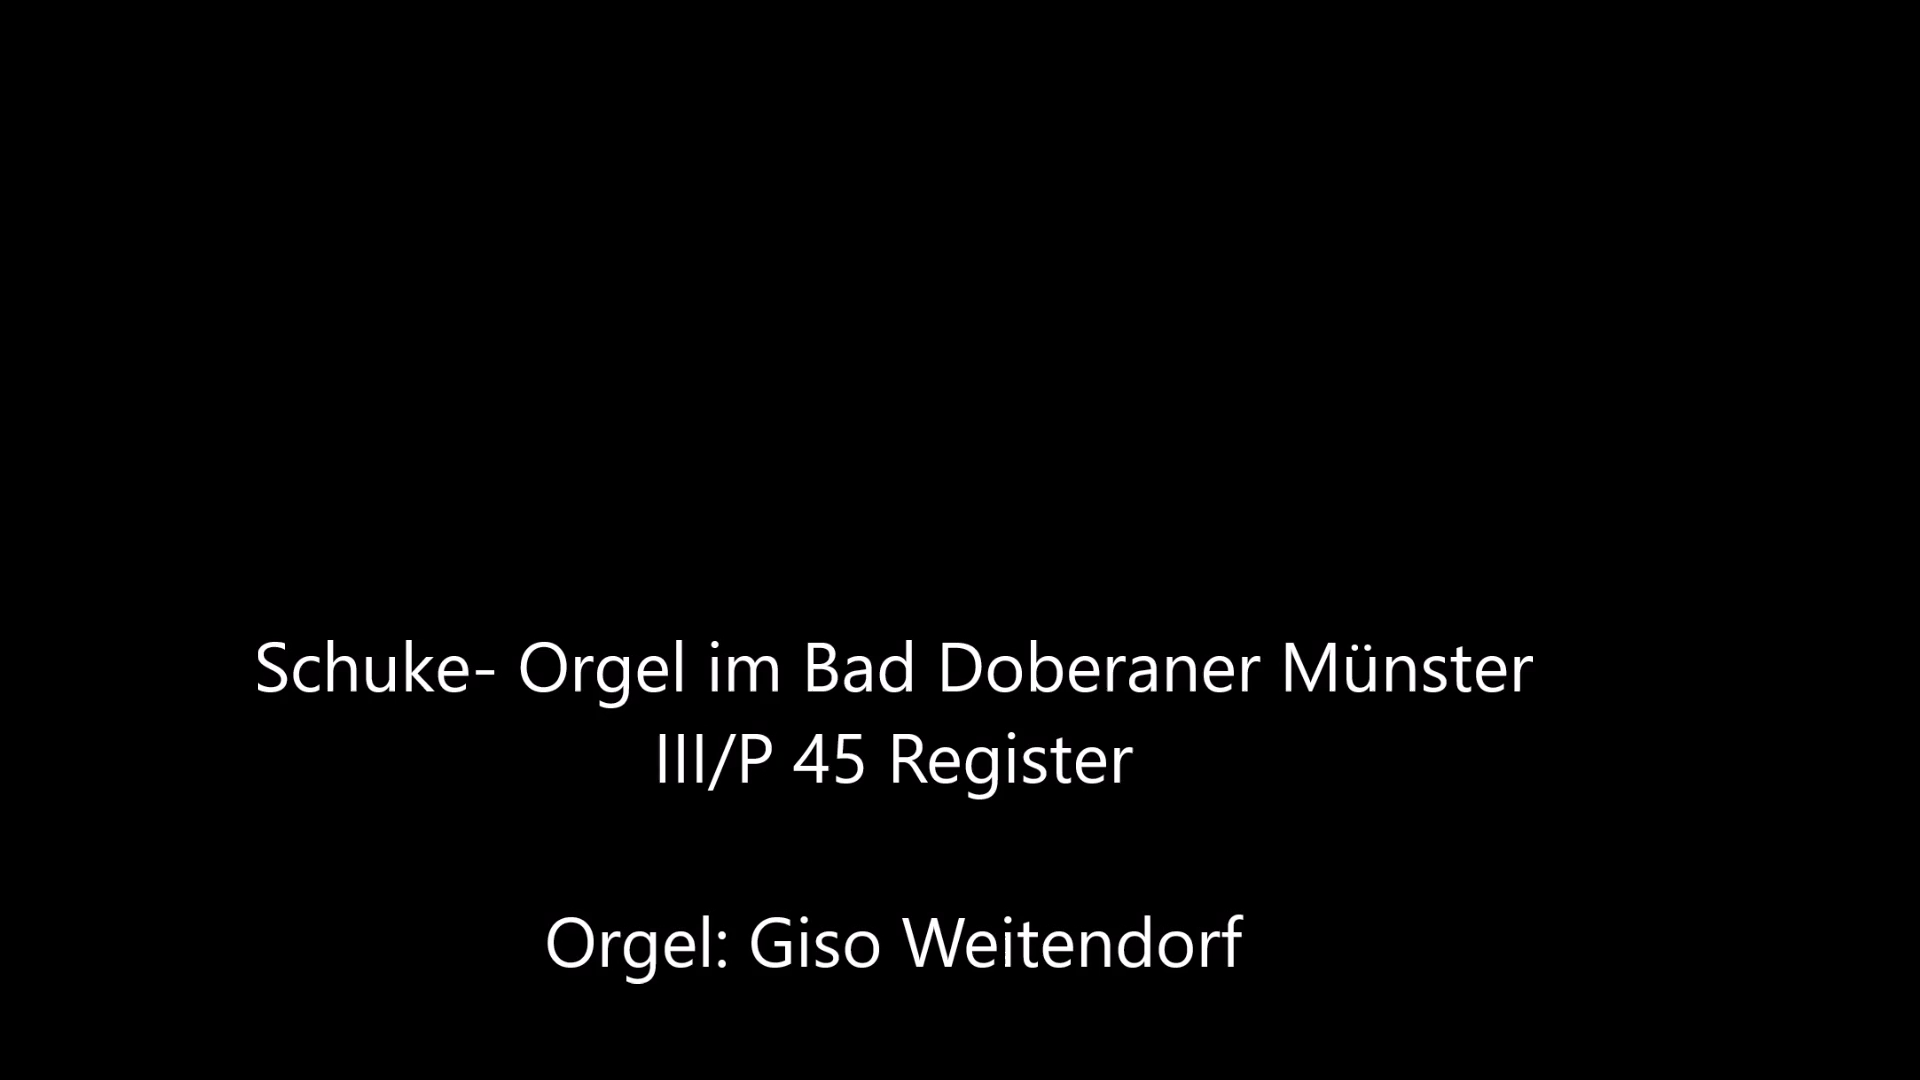 Schuke- Orgel im Bad Doberaner Münster
III/P 45 Register
Orgel: Giso Weitendorf